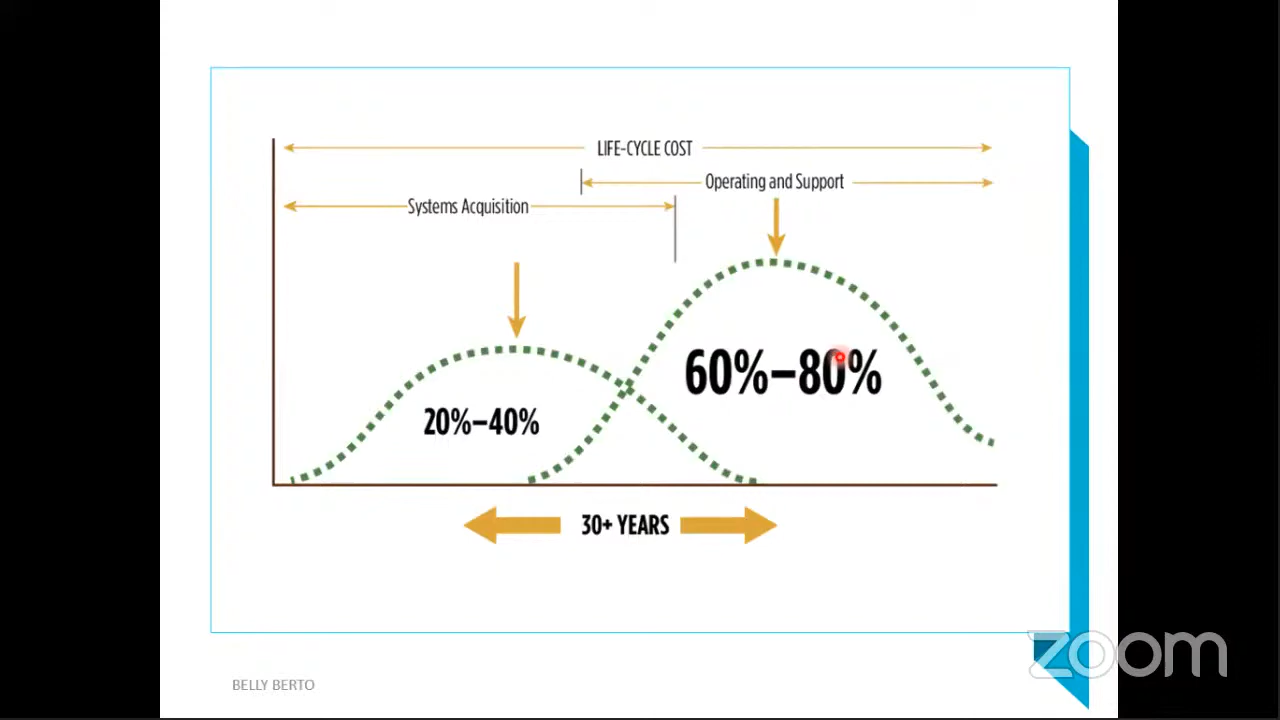 LIFE-CYCLE COST
Operating and Support
Systems Acquisition
60%–80%
20%–40%
30+ YEARS
BELLY BERTO
zoom